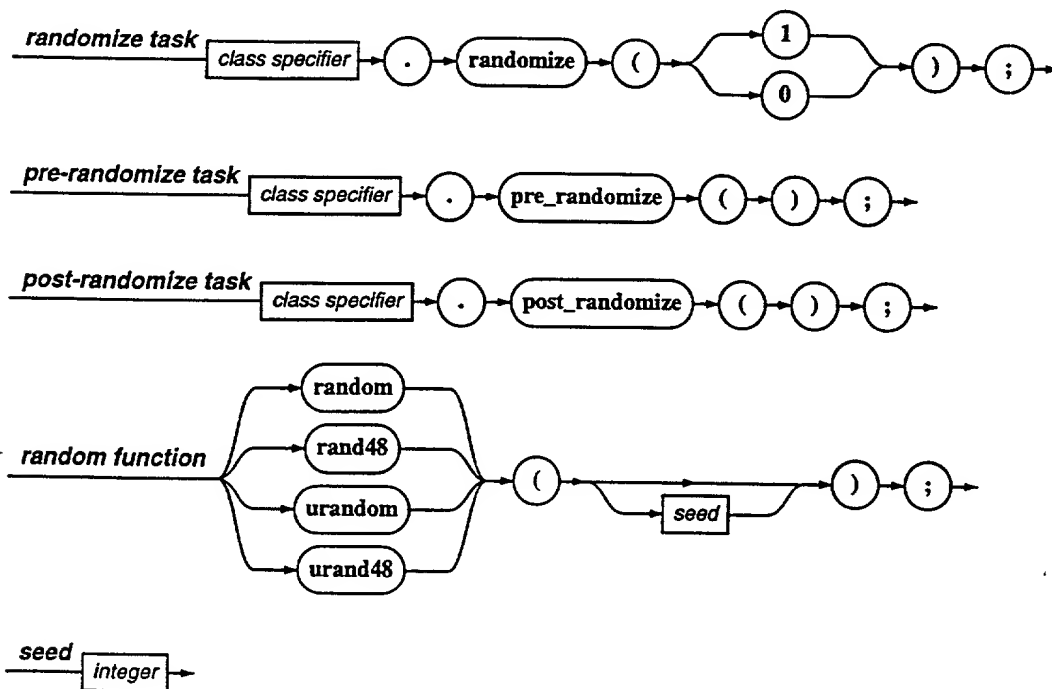 randomize task class specifier . randomize ( 1 0 ) ;
pre-randomize task class specifier . pre_randomize ( ) ;
post-randomize task class specifier . post_randomize ( ) ;
random function random rand48 urandom urand48 ( seed ) ;
seed integer